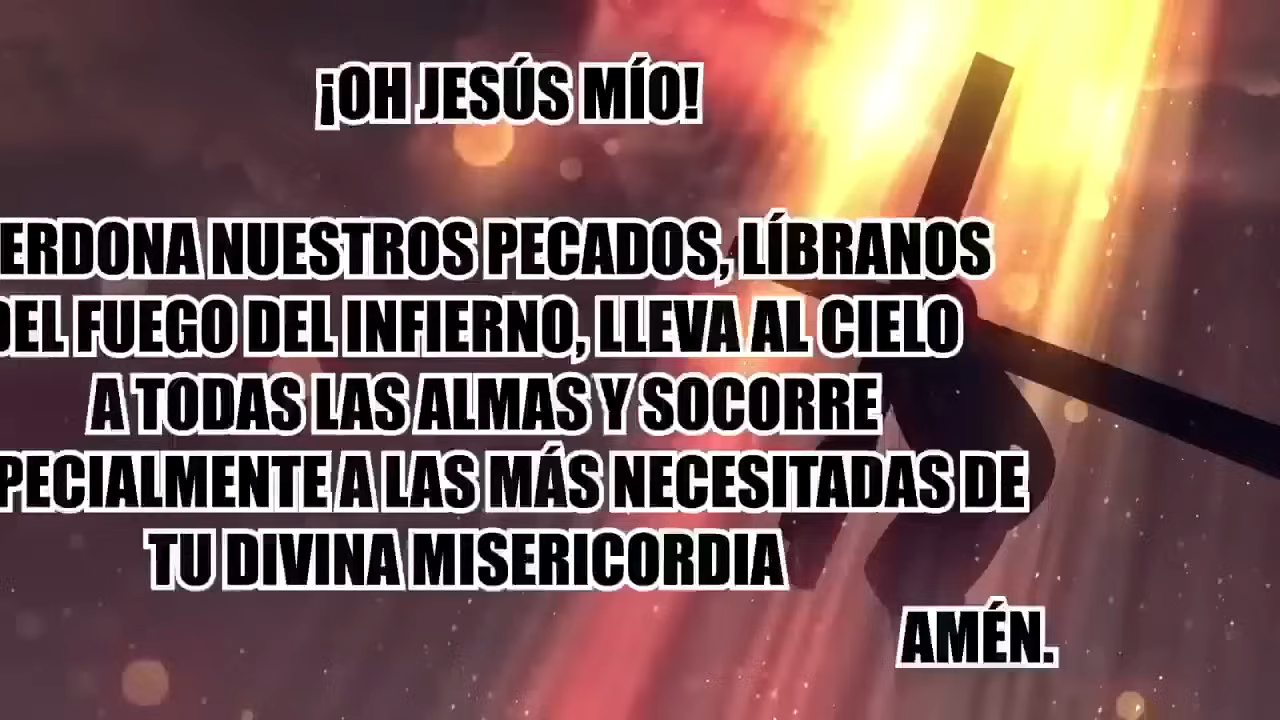 ¡OH JESÚS MÍO!
ERDONA NUESTROS PECADOS, LÍBRANOS
DEL FUEGO DEL INFIERNO, LLEVA AL CIELO
A TODAS LAS ALMAS Y SOCORRE
PECIALMENTE A LAS MÁS NECESITADAS DE
TU DIVINA MISERICORDIA
AMÉN.